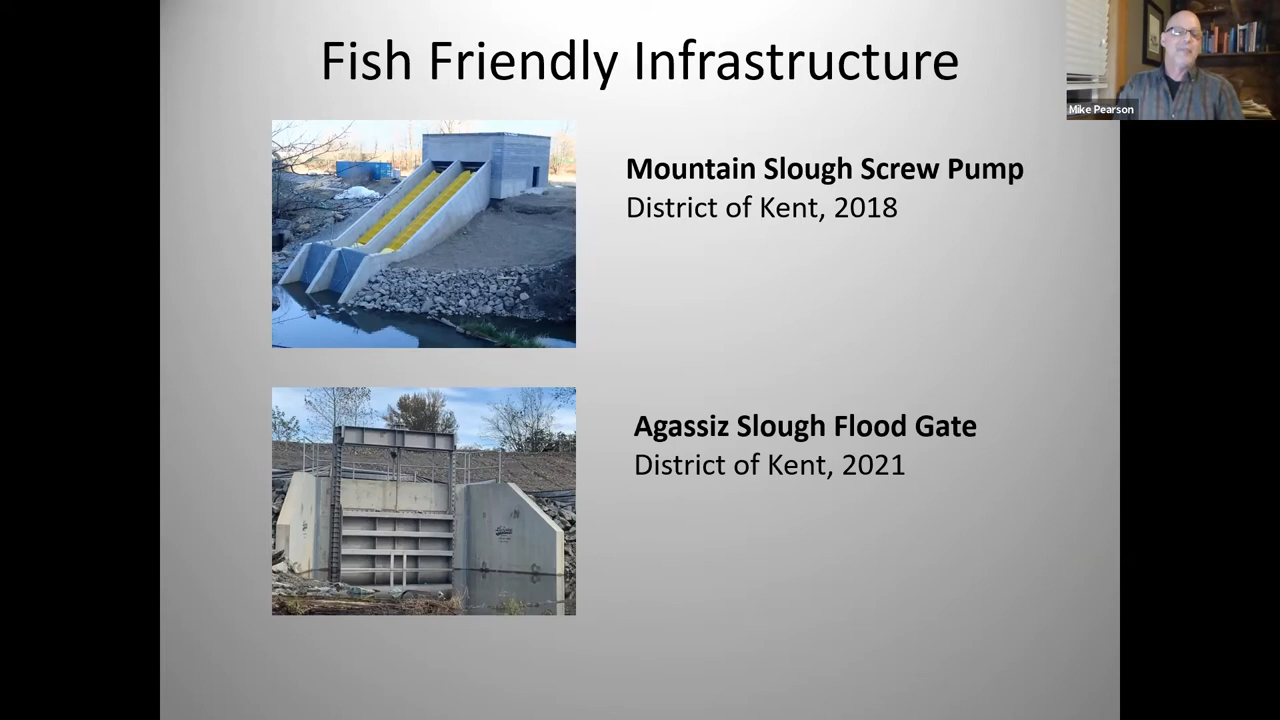 Fish Friendly Infrastructure
Mike Pearson
Mountain Slough Screw Pump
District of Kent, 2018
Agassiz Slough Flood Gate
District of Kent, 2021